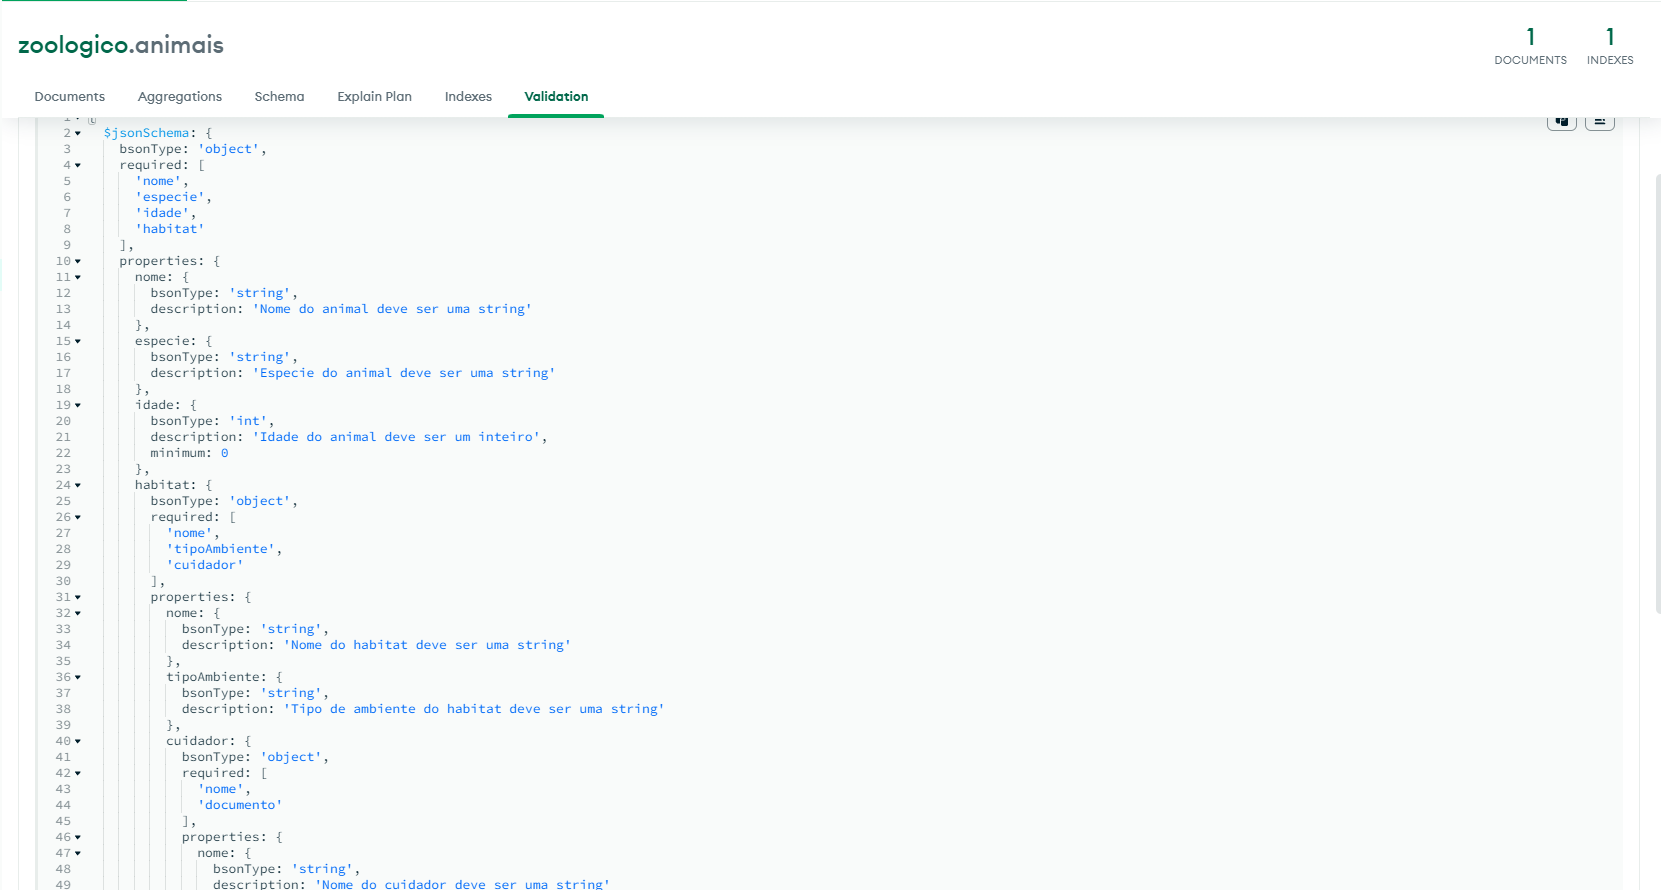 zoologico.animais
1 DOCUMENTS
1 INDEXES
Documents Aggregations Schema Explain Plan Indexes Validation
1 {
2 $jsonSchema: {
3 bsonType: 'object',
4 required: [
5 'nome',
6 'especie',
7 'idade',
8 'habitat'
9 ],
10 properties: {
11 nome: {
12 bsonType: 'string',
13 description: 'Nome do animal deve ser uma string'
14 },
15 especie: {
16 bsonType: 'string',
17 description: 'Especie do animal deve ser uma string'
18 },
19 idade: {
20 bsonType: 'int',
21 description: 'Idade do animal deve ser um inteiro',
22 minimum: 0
23 },
24 habitat: {
25 bsonType: 'object',
26 required: [
27 'nome',
28 'tipoAmbiente',
29 'cuidador'
30 ],
31 properties: {
32 nome: {
33 bsonType: 'string',
34 description: 'Nome do habitat deve ser uma string'
35 },
36 tipoAmbiente: {
37 bsonType: 'string',
38 description: 'Tipo de ambiente do habitat deve ser uma string'
39 },
40 cuidador: {
41 bsonType: 'object',
42 required: [
43 'nome',
44 'documento'
45 ],
46 properties: {
47 nome: {
48 bsonType: 'string',
49 description: 'Nome do cuidador deve ser uma string'